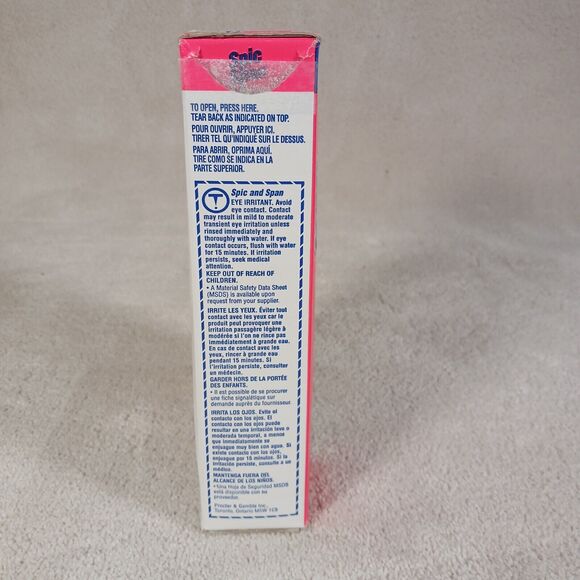 Spic
TO OPEN, PRESS HERE.
TEAR BACK AS INDICATED ON TOP.
POUR OUVRIR, APPUYER ICI.
TIRER TEL QU'INDIQUÉ SUR LE DESSUS.
PARA ABRIR, OPRIMA AQUÍ.
TIRE COMO SE INDICA EN LA
PARTE SUPERIOR.
Spic and Span
EYE IRRITANT. Avoid
eye contact. Contact
may result in mild to moderate
transient eye irritation unless
rinsed immediately and
thoroughly with water. If eye
contact occurs, flush with water
for 15 minutes. If irritation
persists, seek medical
attention.
KEEP OUT OF REACH OF
CHILDREN.
• A Material Safety Data Sheet
(MSDS) is available upon
request from your supplier.
IRRITE LES YEUX. Éviter tout
contact avec les yeux car le
produit peut provoquer une
irritation passagère légère à
modérée si l'on ne rince pas
immédiatement à grande eau.
En cas de contact avec les
yeux, rincer à grande eau
pendant 15 minutes. Si
l'irritation persiste, consulter
un médecin.
GARDER HORS DE LA PORTÉE
DES ENFANTS.
• Il est possible de se procurer
une fiche signalétique sur
demande auprès du fournisseur.
IRRITA LOS OJOS. Evite el
contacto con los ojos. El
contacto con los ojos puede
resultar en una irritación leve o
moderada temporal, a menos
que inmediatamente se
enjuague muy bien con agua. Si
existe contacto con los ojos,
enjuague por 15 minutos. Si la
irritación persiste, consulte a un
médico.
MANTENGA FUERA DEL
ALCANCE DE LOS NIÑOS.
• Una Hoja de Seguridad MSDS
está disponible con su
proveedor.
Procter & Gamble Inc.
Toronto, Ontario M5W 1C5